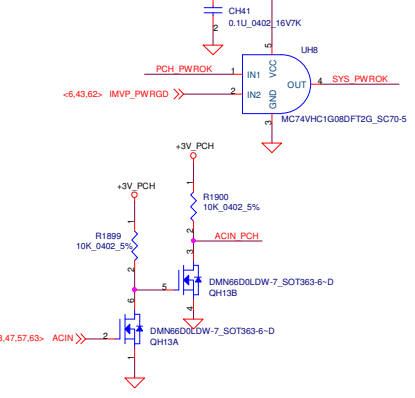 CH41
0.1U_0402_16V7K
2
5
UH8
PCH_PWROK
1
IN1
VCC
OUT
4
SYS_PWROK
<6,43,62>
IMVP_PWRGD
2
IN2
GND
3
MC74VHC1G08DFT2G_SC70-5
+3V_PCH
1
R1900
10K_0402_5%
2
+3V_PCH
1
R1899
10K_0402_5%
2
ACIN_PCH
3
5
DMN66D0LDW-7_SOT363-6~D
QH13B
4
6
,47,57,63>
ACIN
2
DMN66D0LDW-7_SOT363-6~D
QH13A
1